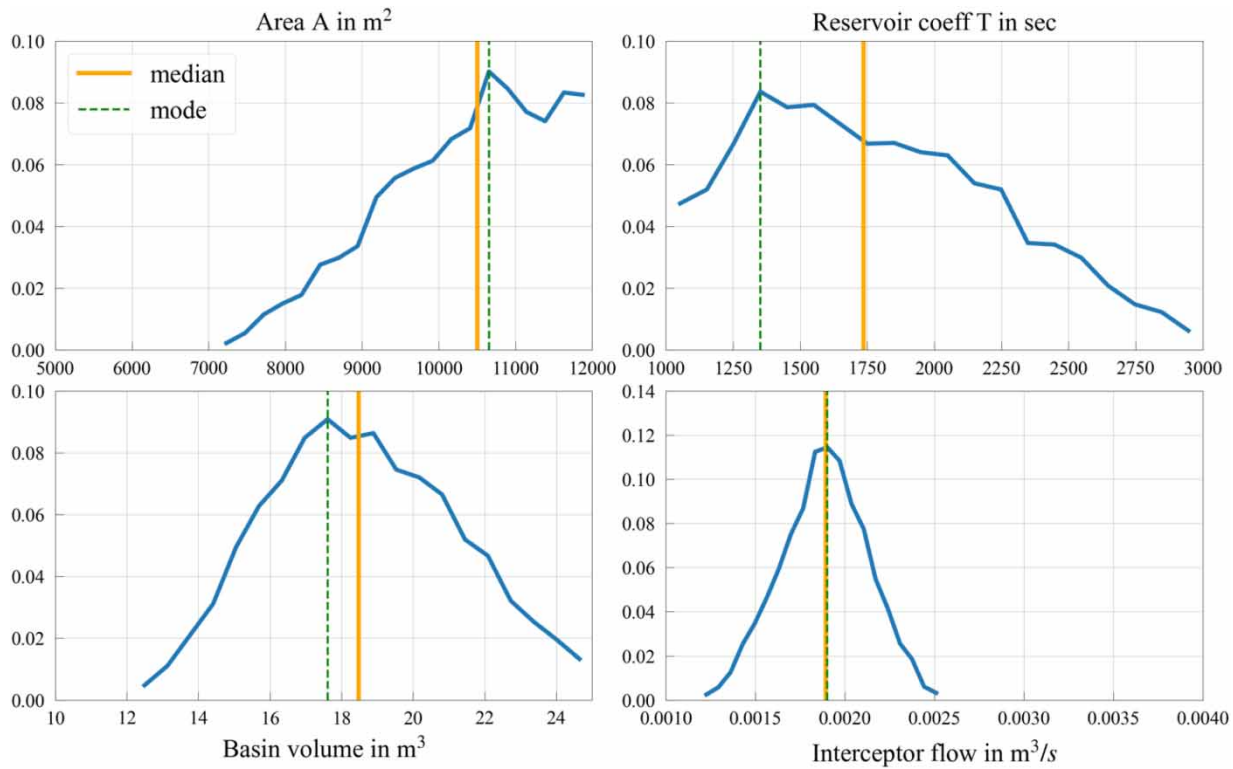 Area A in m²
0.10
0.08
0.06
0.04
0.02
0.00
median
mode
5000 6000 7000 8000 9000 10000 11000 12000
Reservoir coeff T in sec
0.10
0.08
0.06
0.04
0.02
0.00
1000 1250 1500 1750 2000 2250 2500 2750 3000
0.10
0.08
0.06
0.04
0.02
0.00
10 12 14 16 18 20 22 24
Basin volume in m³
0.14
0.12
0.10
0.08
0.06
0.04
0.02
0.00
0.0010 0.0015 0.0020 0.0025 0.0030 0.0035 0.0040
Interceptor flow in m³/s